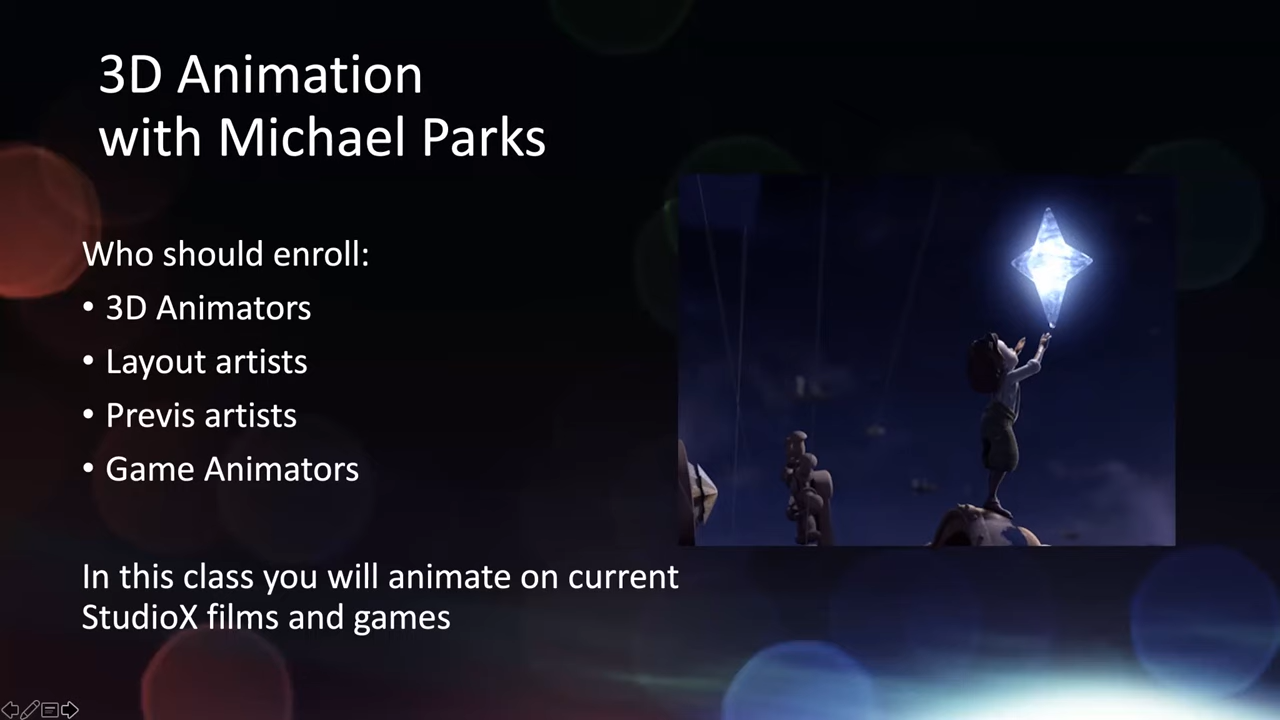 3D Animation
with Michael Parks
Who should enroll:
• 3D Animators
• Layout artists
• Previs artists
• Game Animators
In this class you will animate on current
StudioX films and games